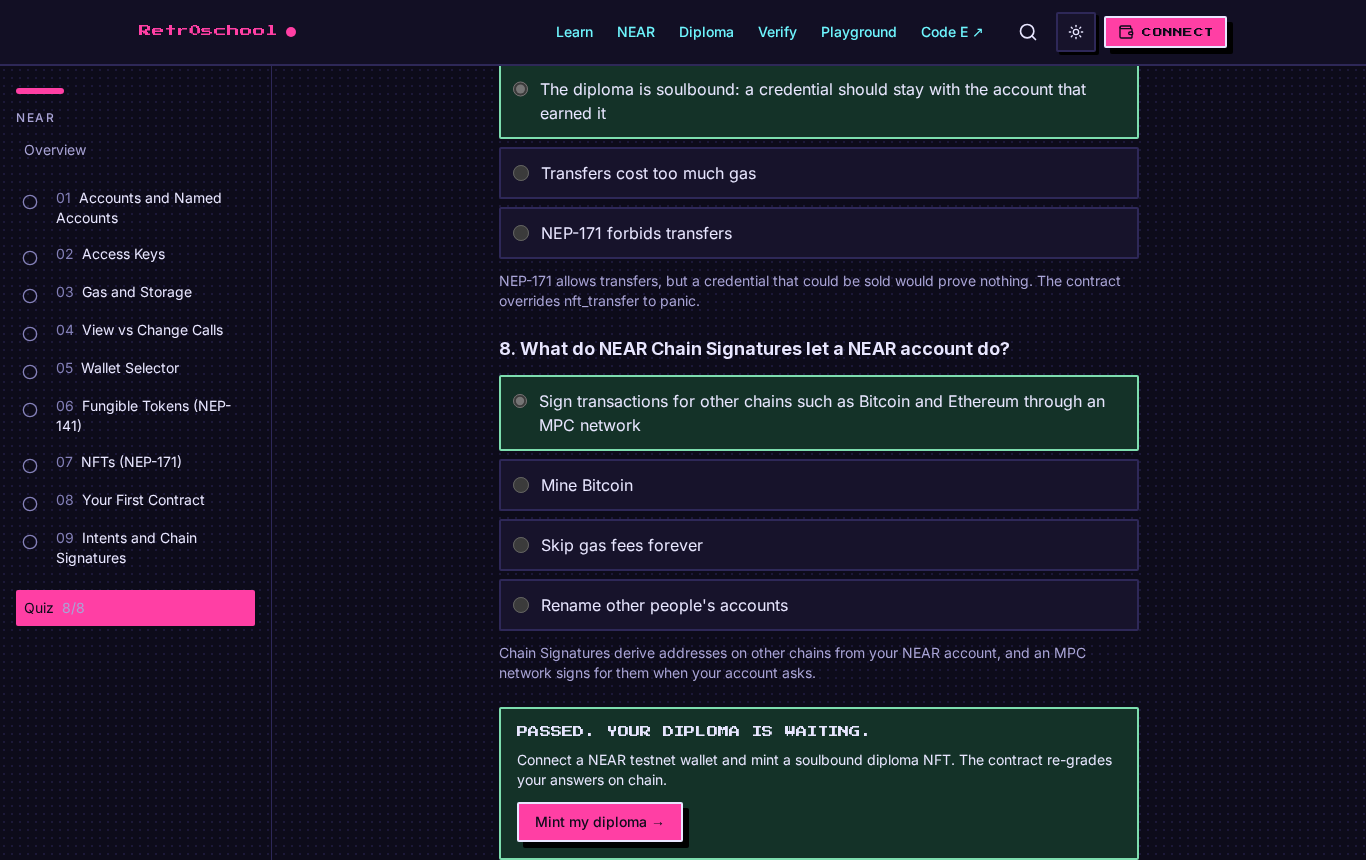 Retr0school
Learn
NEAR
Diploma
Verify
Playground
Code E ↗
CONNECT
NEAR
Overview
01 Accounts and Named
Accounts
02 Access Keys
03 Gas and Storage
04 View vs Change Calls
05 Wallet Selector
06 Fungible Tokens (NEP-
141)
07 NFTs (NEP-171)
08 Your First Contract
09 Intents and Chain
Signatures
Quiz 8/8
The diploma is soulbound: a credential should stay with the account that
earned it
Transfers cost too much gas
NEP-171 forbids transfers
NEP-171 allows transfers, but a credential that could be sold would prove nothing. The contract
overrides nft_transfer to panic.
8. What do NEAR Chain Signatures let a NEAR account do?
Sign transactions for other chains such as Bitcoin and Ethereum through an
MPC network
Mine Bitcoin
Skip gas fees forever
Rename other people's accounts
Chain Signatures derive addresses on other chains from your NEAR account, and an MPC
network signs for them when your account asks.
PASSED. YOUR DIPLOMA IS WAITING.
Connect a NEAR testnet wallet and mint a soulbound diploma NFT. The contract re-grades
your answers on chain.
Mint my diploma →